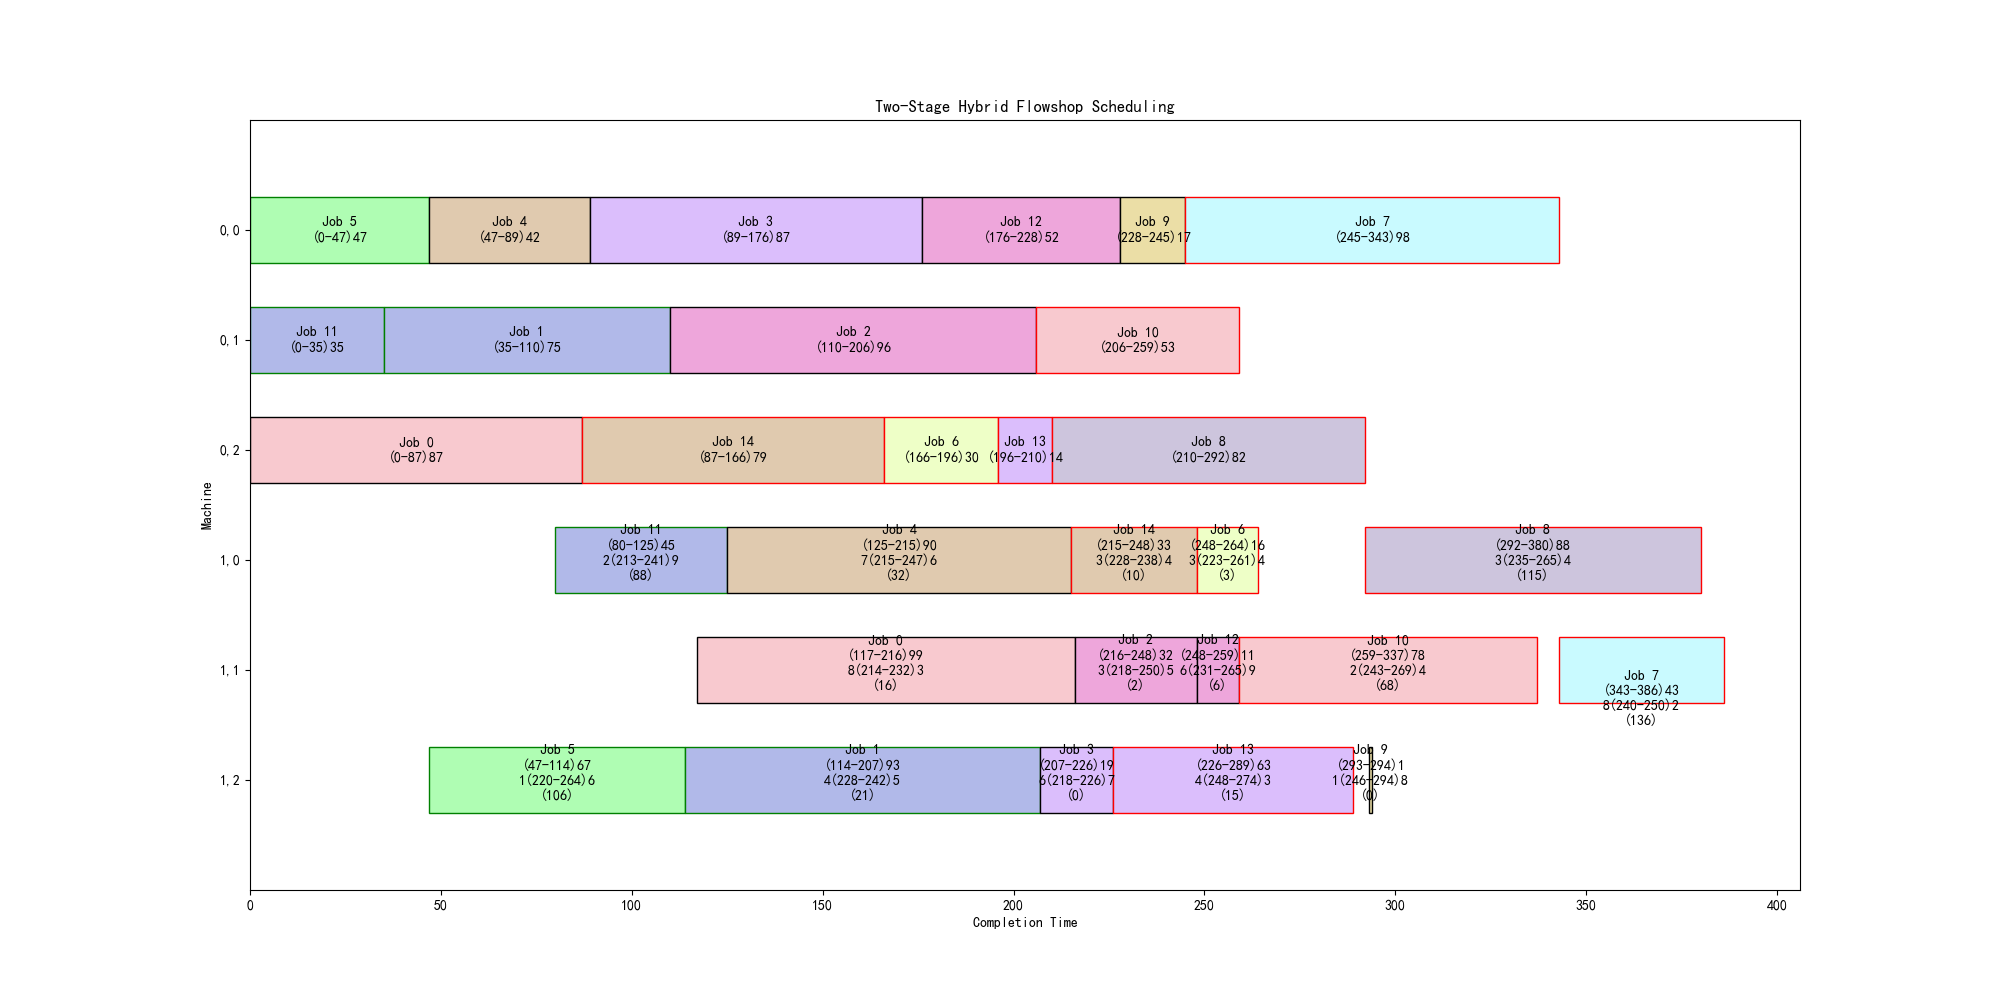 Two-Stage Hybrid Flowshop Scheduling
Machine
0,0
Job 5
(0-47)47
Job 4
(47-89)42
Job 3
(89-176)87
Job 12
(176-228)52
Job 9
(228-245)17
Job 7
(245-343)98
0,1
Job 11
(0-35)35
Job 1
(35-110)75
Job 2
(110-206)96
Job 10
(206-259)53
0,2
Job 0
(0-87)87
Job 14
(87-166)79
Job 6
(166-196)30
Job 13
(196-210)14
Job 8
(210-292)82
1,0
Job 11
(80-125)45
2(213-241)9
(88)
Job 4
(125-215)90
7(215-247)6
(32)
Job 14
(215-248)33
3(228-238)4
(10)
Job 6
(248-264)16
3(223-261)4
(3)
Job 8
(292-380)88
3(235-265)4
(115)
1,1
Job 0
(117-216)99
8(214-232)3
(16)
Job 2
(216-248)32
3(218-250)5
(2)
Job 12
(248-259)11
6(231-265)9
(6)
Job 10
(259-337)78
2(243-269)4
(68)
Job 7
(343-386)43
8(240-250)2
(136)
1,2
Job 5
(47-114)67
1(220-264)6
(106)
Job 1
(114-207)93
4(228-242)5
(21)
Job 3
(207-226)19
6(218-226)7
(0)
Job 13
(226-289)63
4(248-274)3
(15)
Job 9
(293-294)1
1(246-294)8
(0)
0
50
100
150
200
250
300
350
400
Completion Time